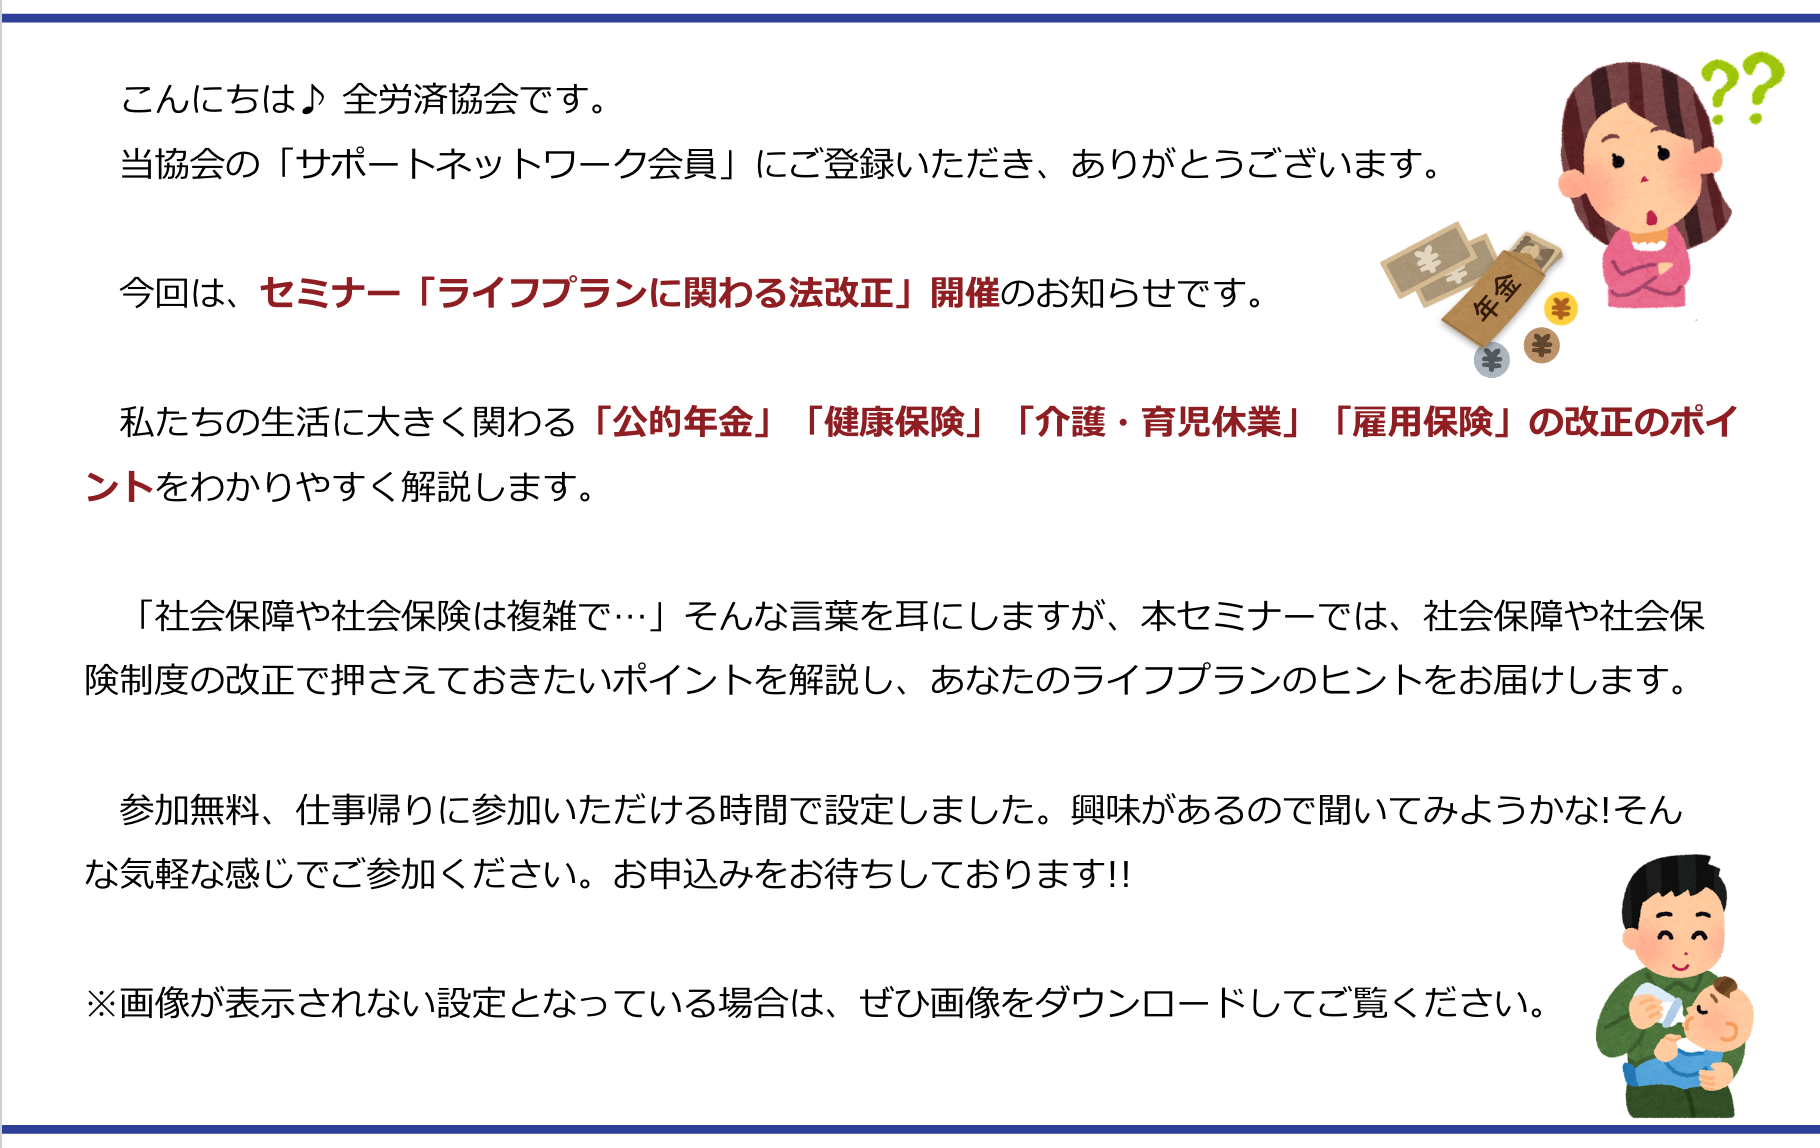 こんにちは♪ 全労済協会です。
当協会の「サポートネットワーク会員」にご登録いただき、ありがとうございます。
今回は、セミナー「ライフプランに関わる法改正」開催のお知らせです。
私たちの生活に大きく関わる「公的年金」「健康保険」「介護・育児休業」「雇用保険」の改正のポイ
ントをわかりやすく解説します。
「社会保障や社会保険は複雑で…」そんな言葉を耳にしますが、本セミナーでは、社会保障や社会保
険制度の改正で押さえておきたいポイントを解説し、あなたのライフプランのヒントをお届けします。
参加無料、仕事帰りに参加いただける時間で設定しました。興味があるので聞いてみようかな!そん
な気軽な感じでご参加ください。お申込みをお待ちしております!!
※画像が表示されない設定となっている場合は、ぜひ画像をダウンロードしてご覧ください。
??
¥
¥
年金
¥
¥
¥